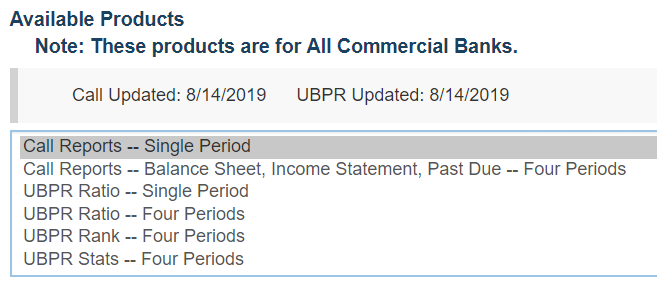 Available Products
Note: These products are for All Commercial Banks.
Call Updated: 8/14/2019 UBPR Updated: 8/14/2019
Call Reports -- Single Period
Call Reports -- Balance Sheet, Income Statement, Past Due -- Four Periods
UBPR Ratio -- Single Period
UBPR Ratio -- Four Periods
UBPR Rank -- Four Periods
UBPR Stats -- Four Periods